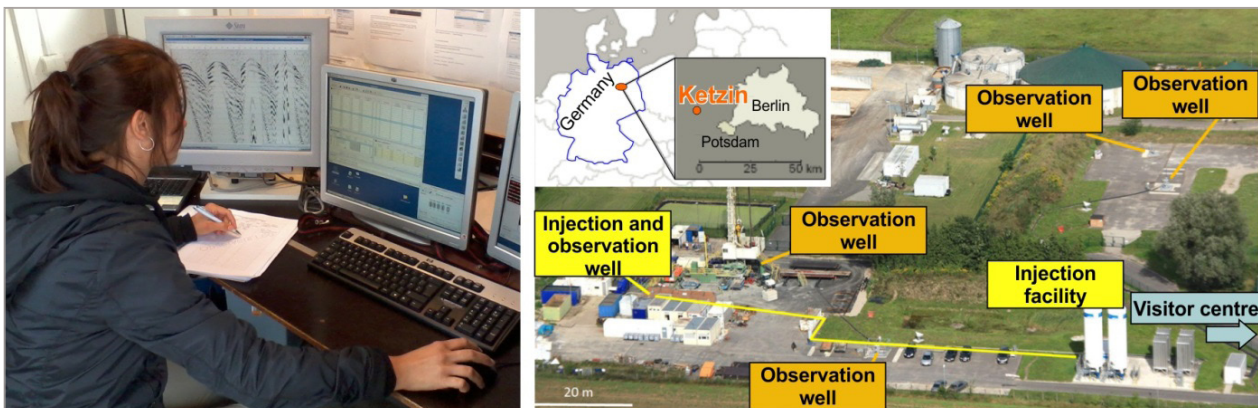 Germany
Ketzin
Berlin
Potsdam
0
25
50 km
Observation
well
Observation
well
Injection and
observation
well
Observation
well
Injection
facility
Visitor centre
Observation
well
20 m